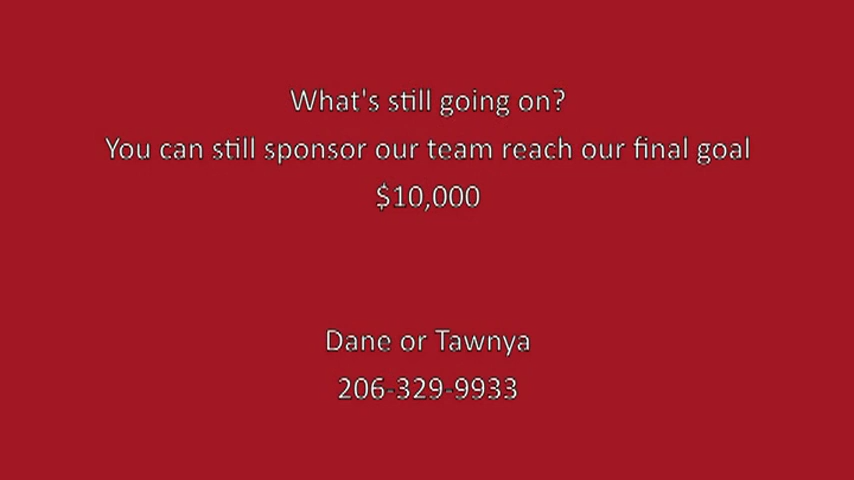 What's still going on?
You can still sponsor our team reach our final goal
$10,000
Dane or Tawnya
206-329-9933